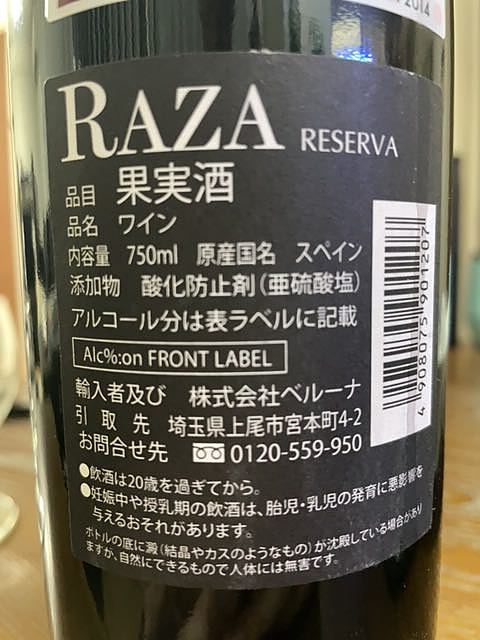 2014
RAZA RESERVA
品目 果実酒
品名 ワイン
内容量 750ml 原産国名 スペイン
添加物 酸化防止剤(亜硫酸塩)
アルコール分は表ラベルに記載
Alc%:on FRONT LABEL
輸入者及び 株式会社ベルーナ
引取先 埼玉県上尾市宮本町4-2
お問合せ先 0120-559-950
●飲酒は20歳を過ぎてから。
●妊娠中や授乳期の飲酒は、胎児・乳児の発育に悪影響を
与えるおそれがあります。
ボトルの底に澱(結晶やカスのようなもの)が沈殿している場合があり
ますが、自然にできるもので人体には無害です。
4 908075 901207